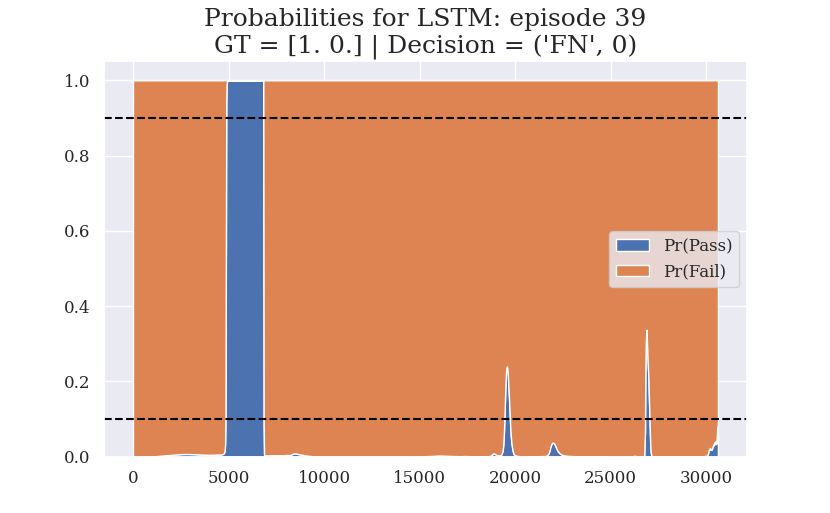 Probabilities for LSTM: episode 39
GT = [1. 0.] | Decision = ('FN', 0)
1.0
0.8
0.6
0.4
0.2
0.0
Pr(Pass)
Pr(Fail)
0 5000 10000 15000 20000 25000 30000